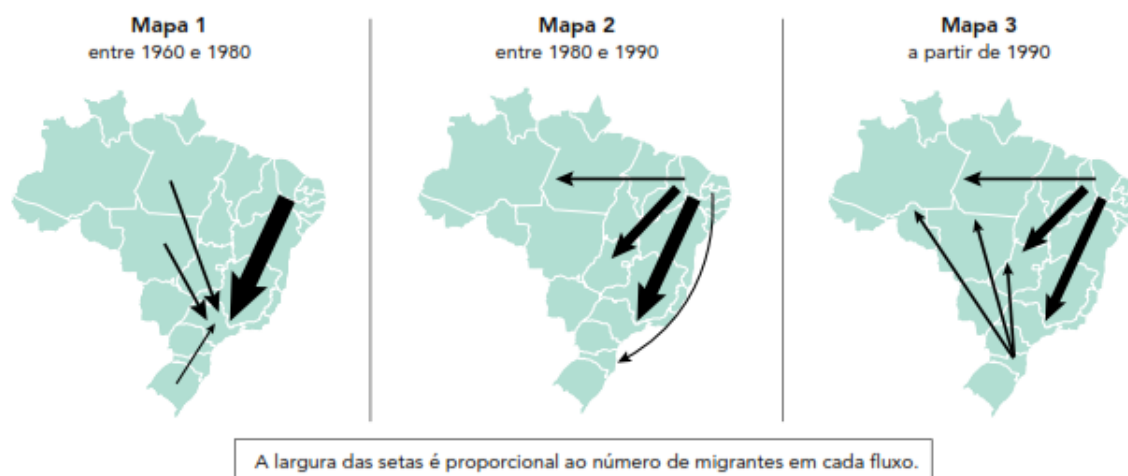 Mapa 1
entre 1960 e 1980
Mapa 2
entre 1980 e 1990
Mapa 3
a partir de 1990
A largura das setas é proporcional ao número de migrantes em cada fluxo.